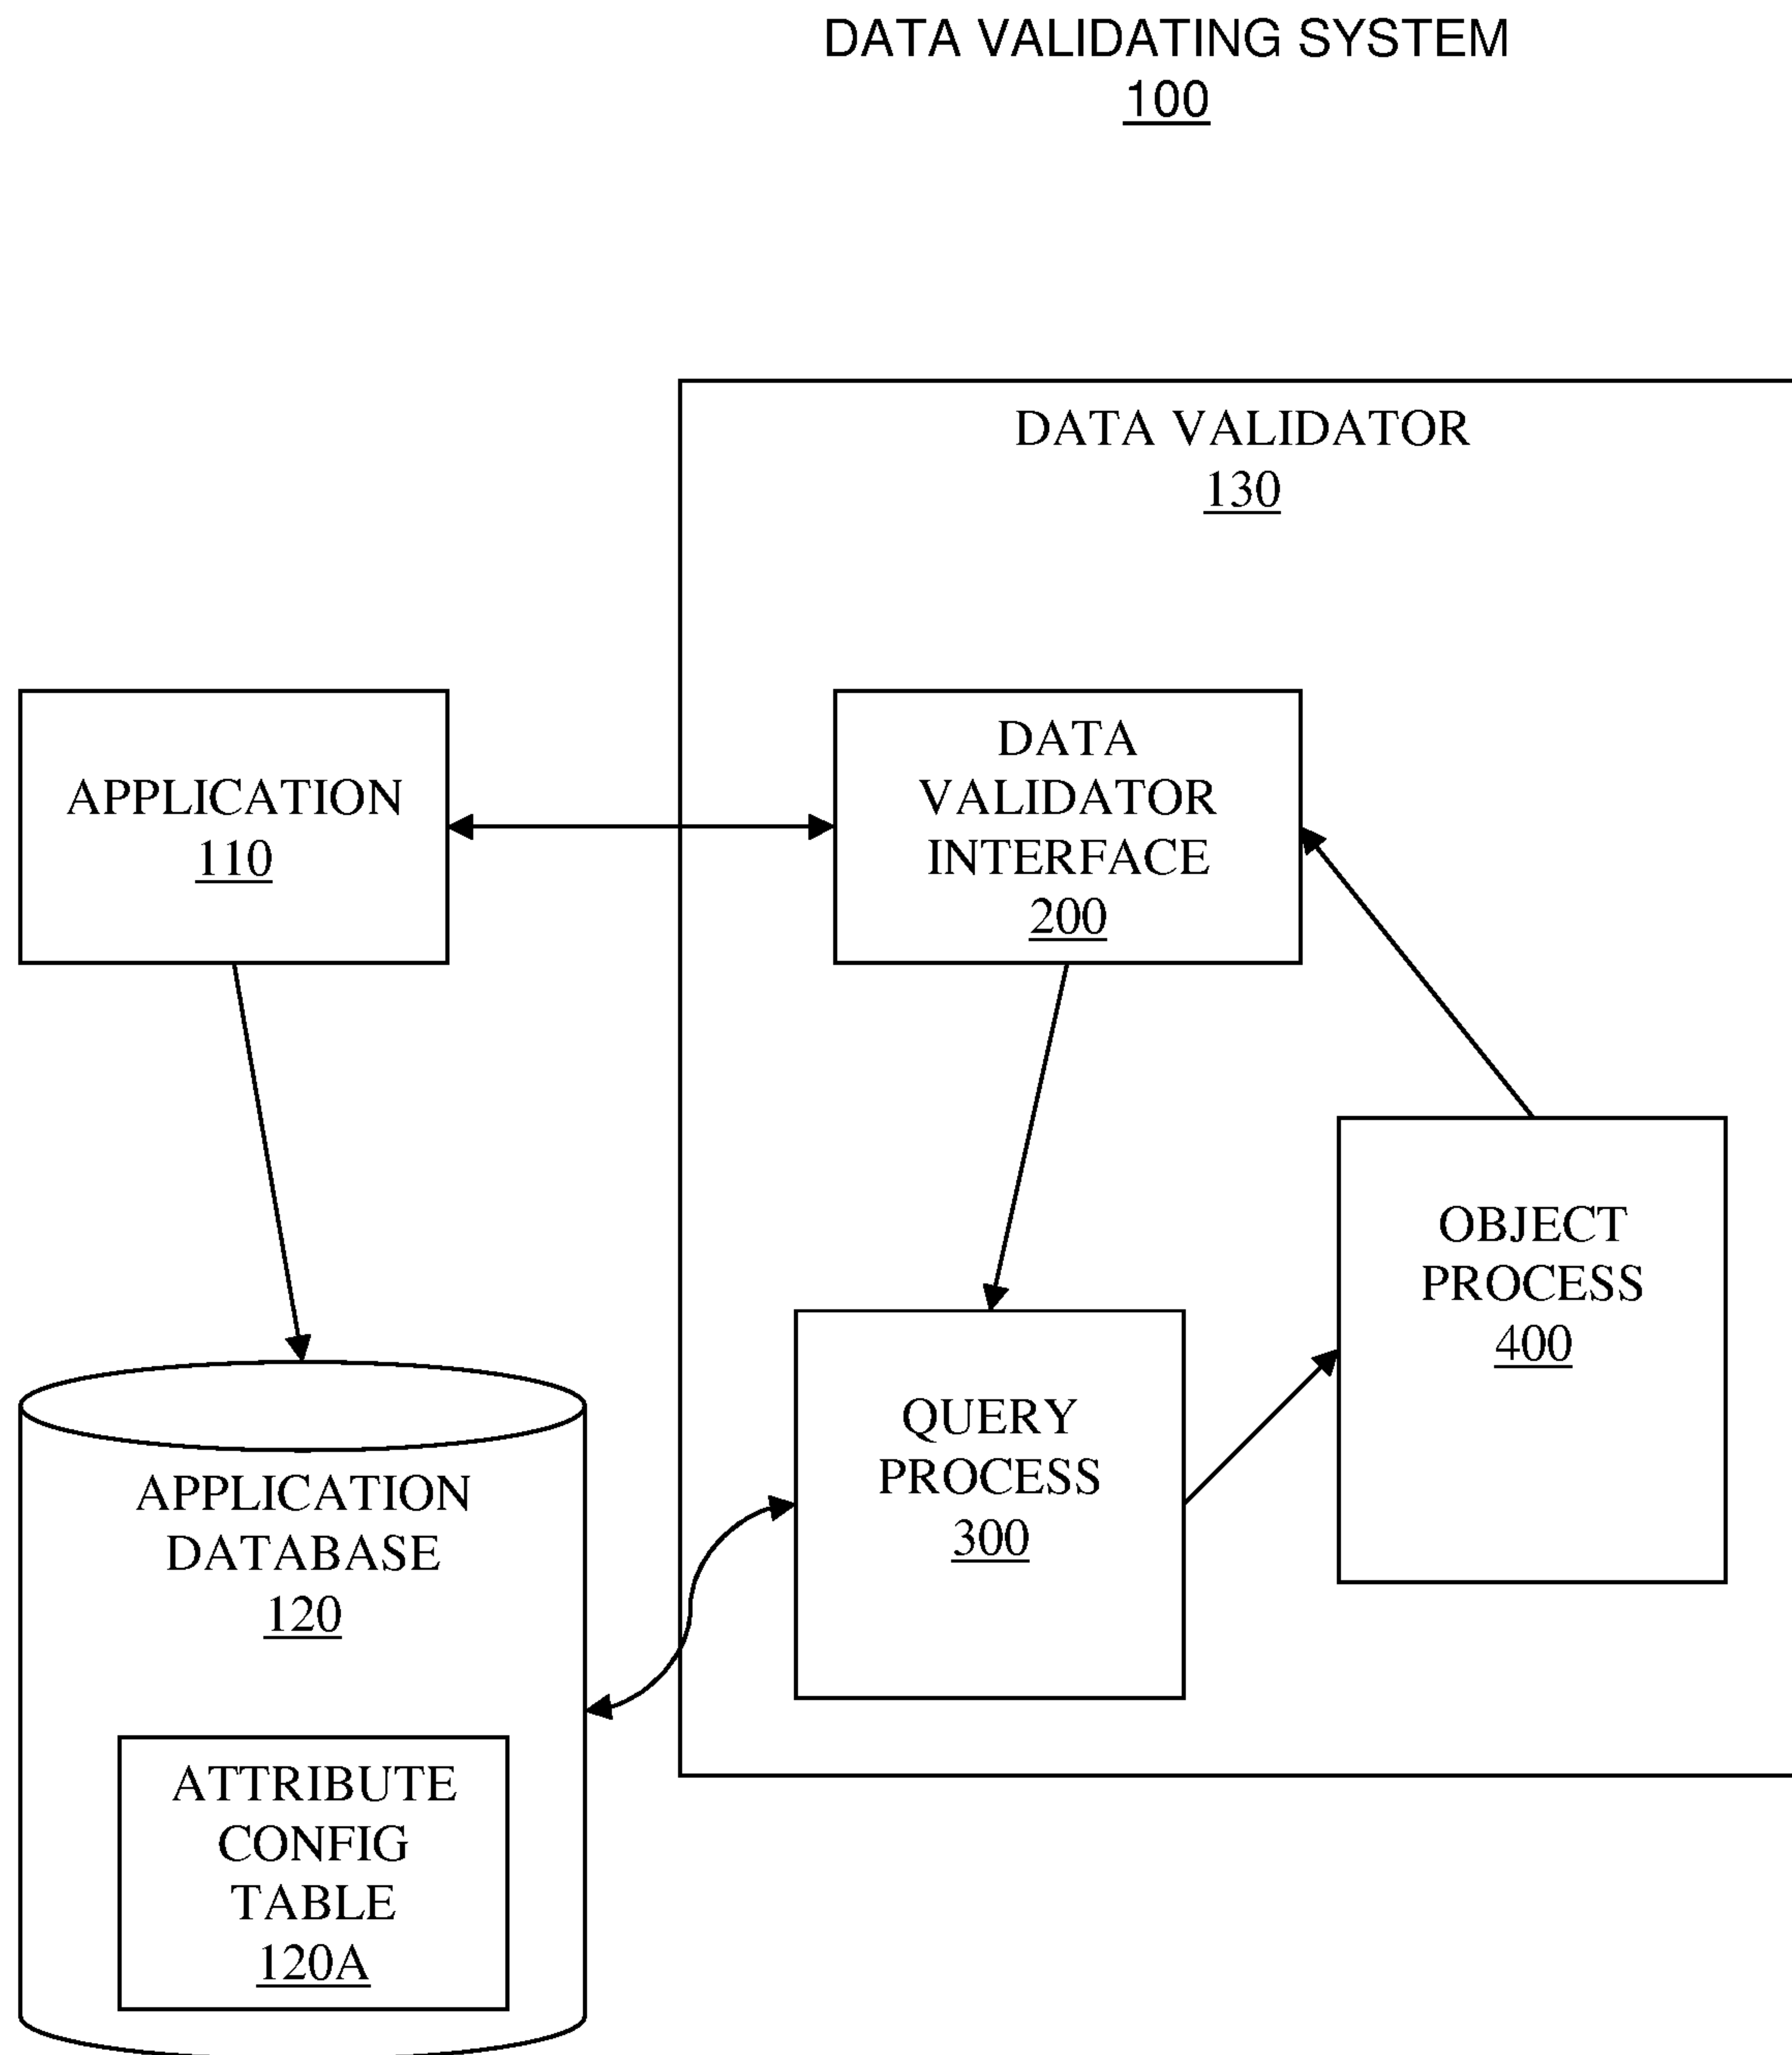 DATA VALIDATING SYSTEM
100
DATA VALIDATOR
130
APPLICATION
110
DATA
VALIDATOR
INTERFACE
200
OBJECT
PROCESS
400
QUERY
PROCESS
300
APPLICATION
DATABASE
120
ATTRIBUTE
CONFIG
TABLE
120A